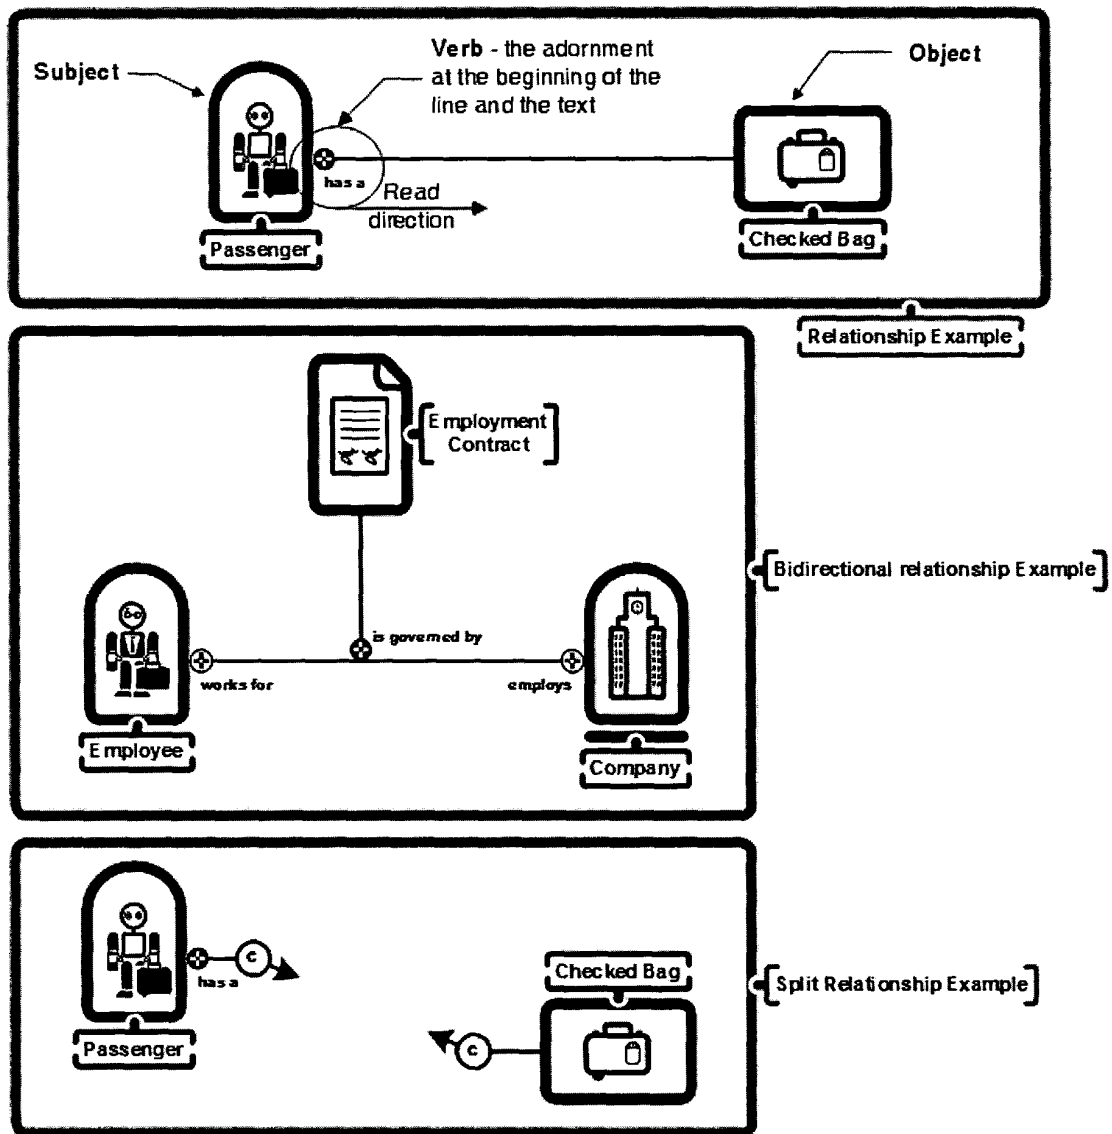 Subject
Verb - the adornment
at the beginning of the
line and the text
Object
has a
Read
direction
Passenger
Checked Bag
Relationship Example
Employment
Contract
Bidirectional relationship Example
is governed by
works for
employs
Employee
Company
c
has a
Checked Bag
Split Relationship Example
Passenger
c